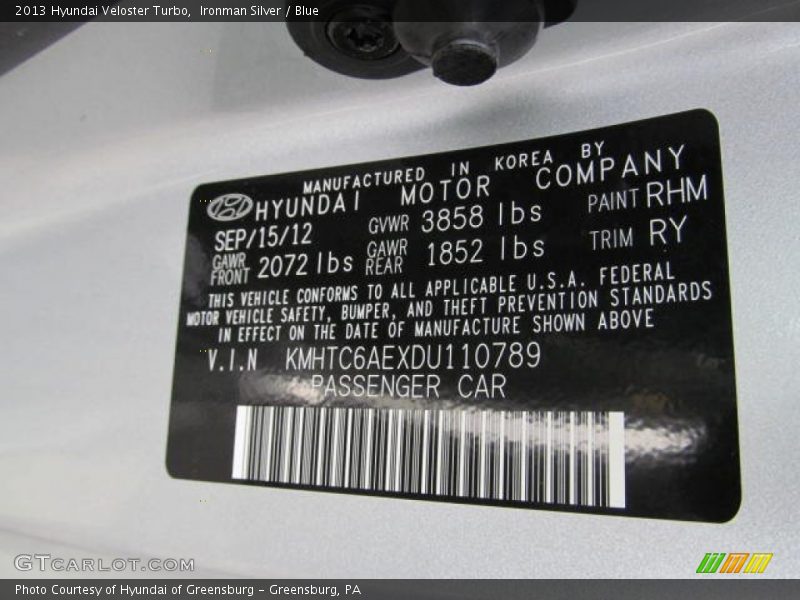 2013 Hyundai Veloster Turbo,  Ironman Silver / Blue
MANUFACTURED IN KOREA BY
HYUNDAI MOTOR COMPANY
SEP/15/12 GVWR 3858 lbs PAINT RHM
GAWR FRONT 2072 lbs GAWR REAR 1852 lbs TRIM RY
THIS VEHICLE CONFORMS TO ALL APPLICABLE U.S.A. FEDERAL
MOTOR VEHICLE SAFETY, BUMPER, AND THEFT PREVENTION STANDARDS
IN EFFECT ON THE DATE OF MANUFACTURE SHOWN ABOVE
V.I.N KMHTC6AEXDU110789
PASSENGER CAR
GTCARLOT.COM
Photo Courtesy of Hyundai of Greensburg – Greensburg, PA